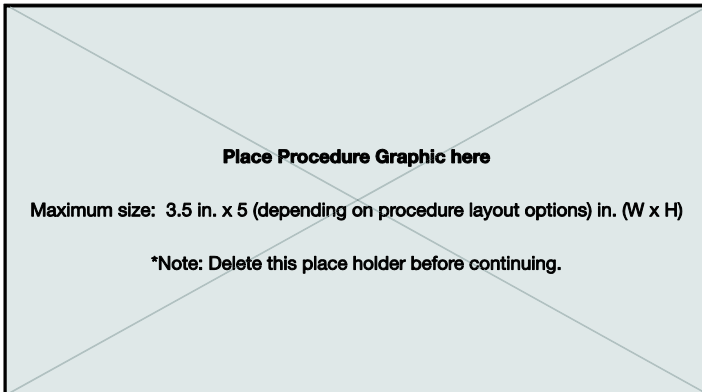 Place Procedure Graphic here
Maximum size:  3.5 in. x 5 (depending on procedure layout options) in. (W x H)
*Note: Delete this place holder before continuing.